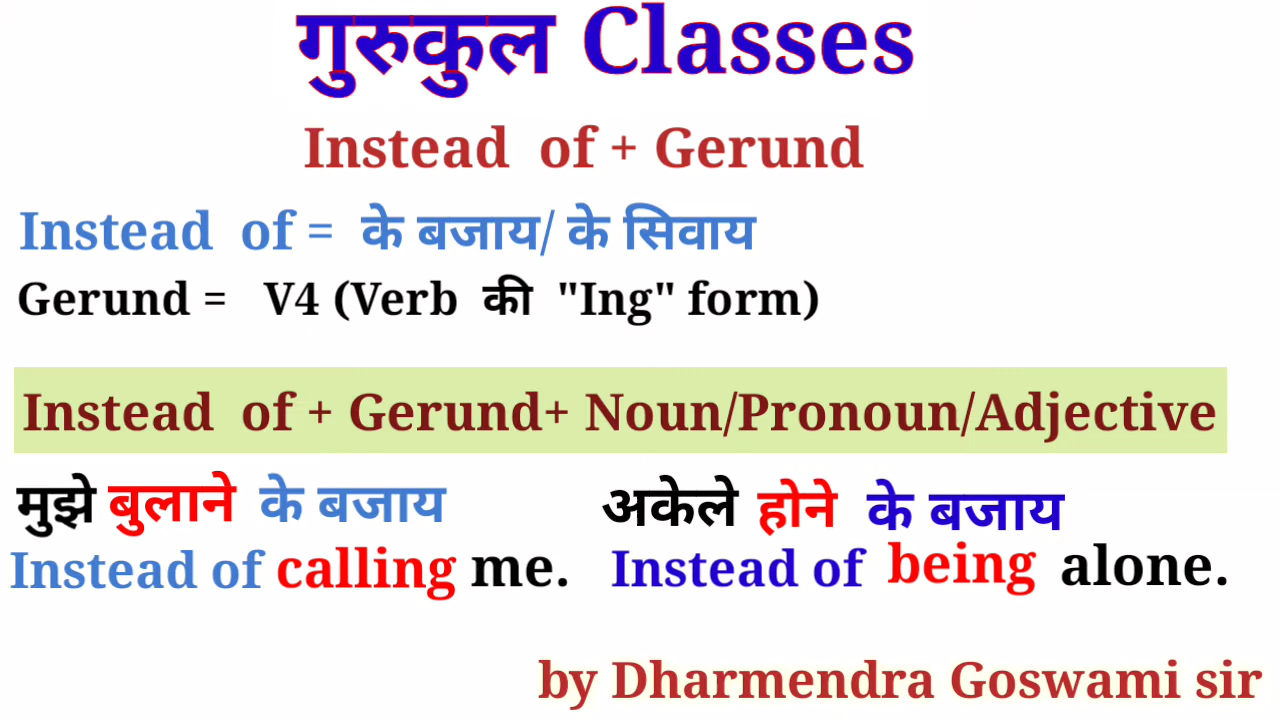 गुरुकुल Classes
Instead of + Gerund
Instead of = के बजाय/ के सिवाय
Gerund = V4 (Verb की "Ing" form)
Instead of + Gerund+ Noun/Pronoun/Adjective
मुझे बुलाने के बजाय
Instead of calling me.
अकेले होने के बजाय
Instead of being alone.
by Dharmendra Goswami sir